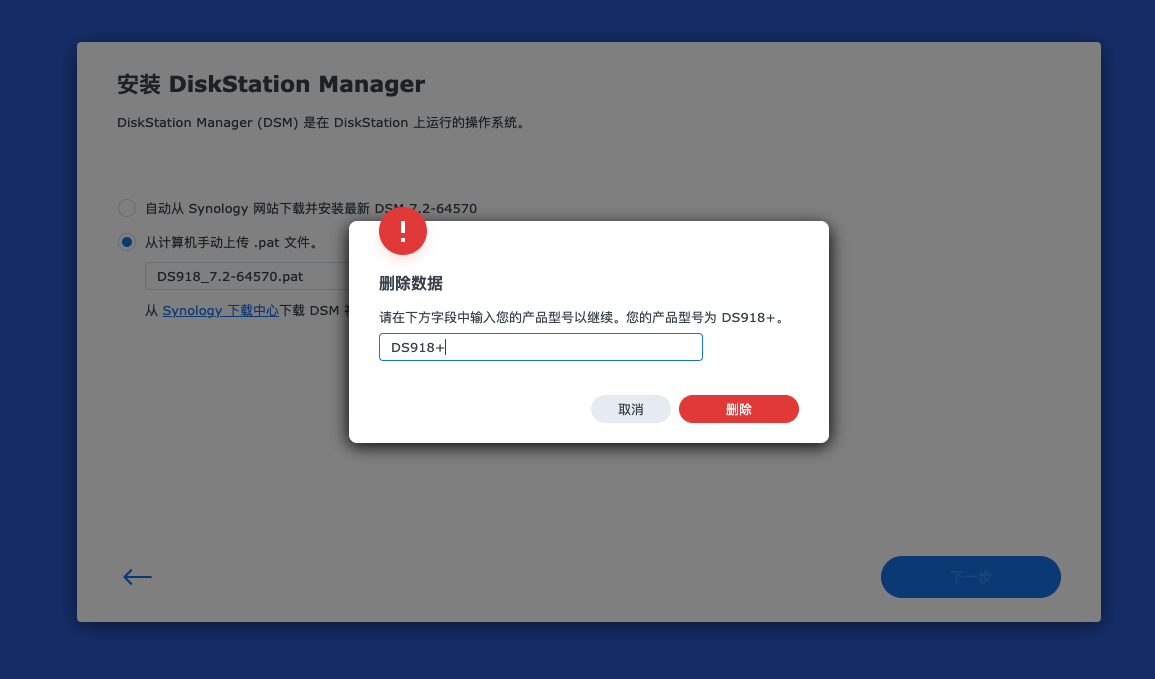 安装 DiskStation Manager
DiskStation Manager (DSM) 是在 DiskStation 上运行的操作系统。
自动从 Synology 网站下载并安装最新 DSM 7.2-64570
从计算机手动上传 .pat 文件。
DS918_7.2-64570.pat
从 Synology 下载中心下载 DSM
!
删除数据
请在下方字段中输入您的产品型号以继续。您的产品型号为 DS918+。
DS918+
取消
删除
下一步